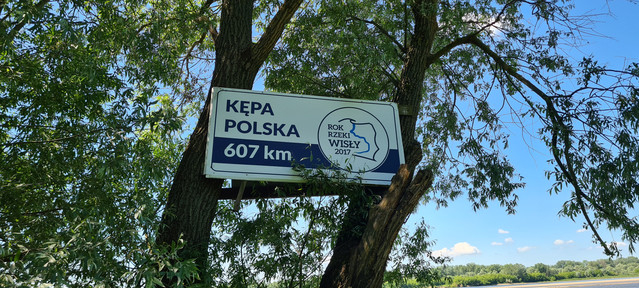 KĘPA
POLSKA
607 km
ROK
RZEKI
WISŁY
2017